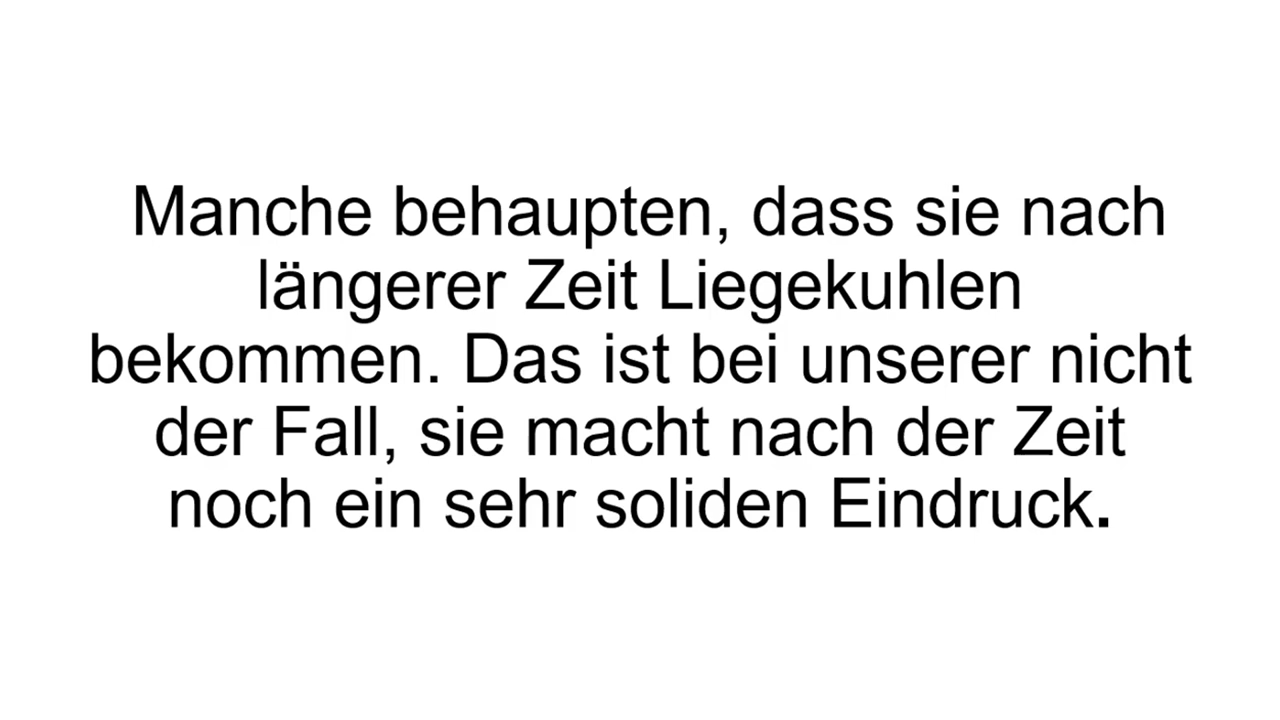 Manche behaupten, dass sie nach
längerer Zeit Liegekuhlen
bekommen. Das ist bei unserer nicht
der Fall, sie macht nach der Zeit
noch ein sehr soliden Eindruck.